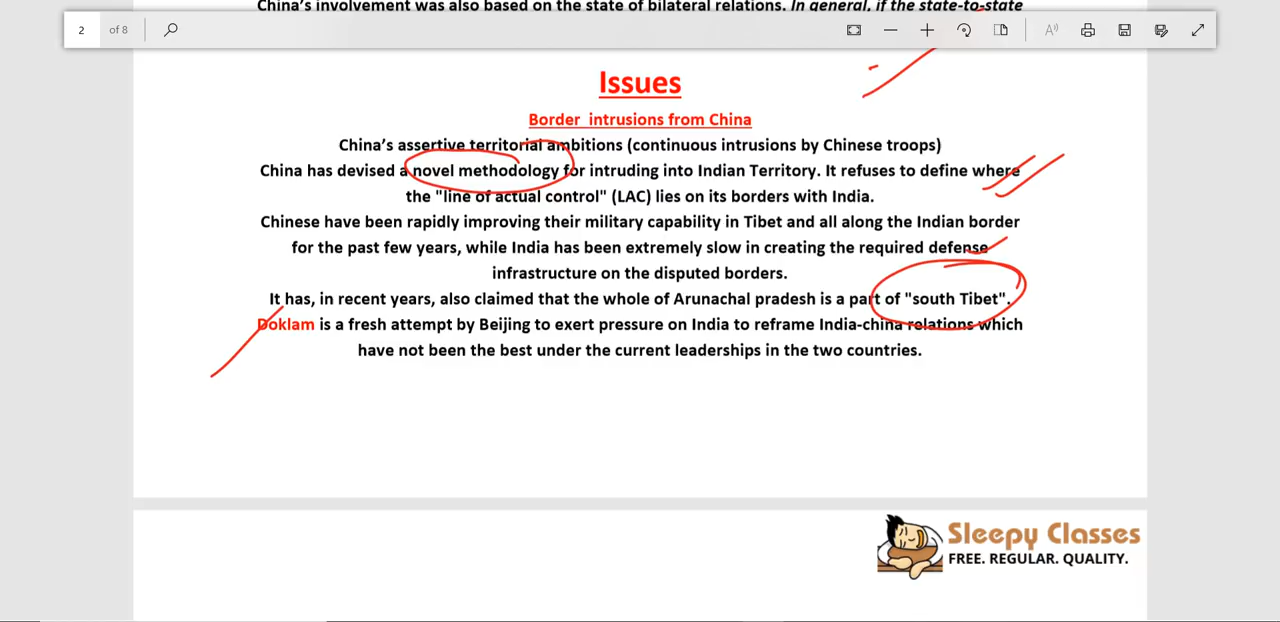 China's involvement was also based on the state of bilateral relations. In general, if the state-to-state
2 of 8
Issues
Border intrusions from China
China's assertive territorial ambitions (continuous intrusions by Chinese troops)
China has devised a novel methodology for intruding into Indian Territory. It refuses to define where
the "line of actual control" (LAC) lies on its borders with India.
Chinese have been rapidly improving their military capability in Tibet and all along the Indian border
for the past few years, while India has been extremely slow in creating the required defense
infrastructure on the disputed borders.
It has, in recent years, also claimed that the whole of Arunachal pradesh is a part of "south Tibet".
Doklam is a fresh attempt by Beijing to exert pressure on India to reframe India-china relations which
have not been the best under the current leaderships in the two countries.
Sleepy Classes
FREE. REGULAR. QUALITY.